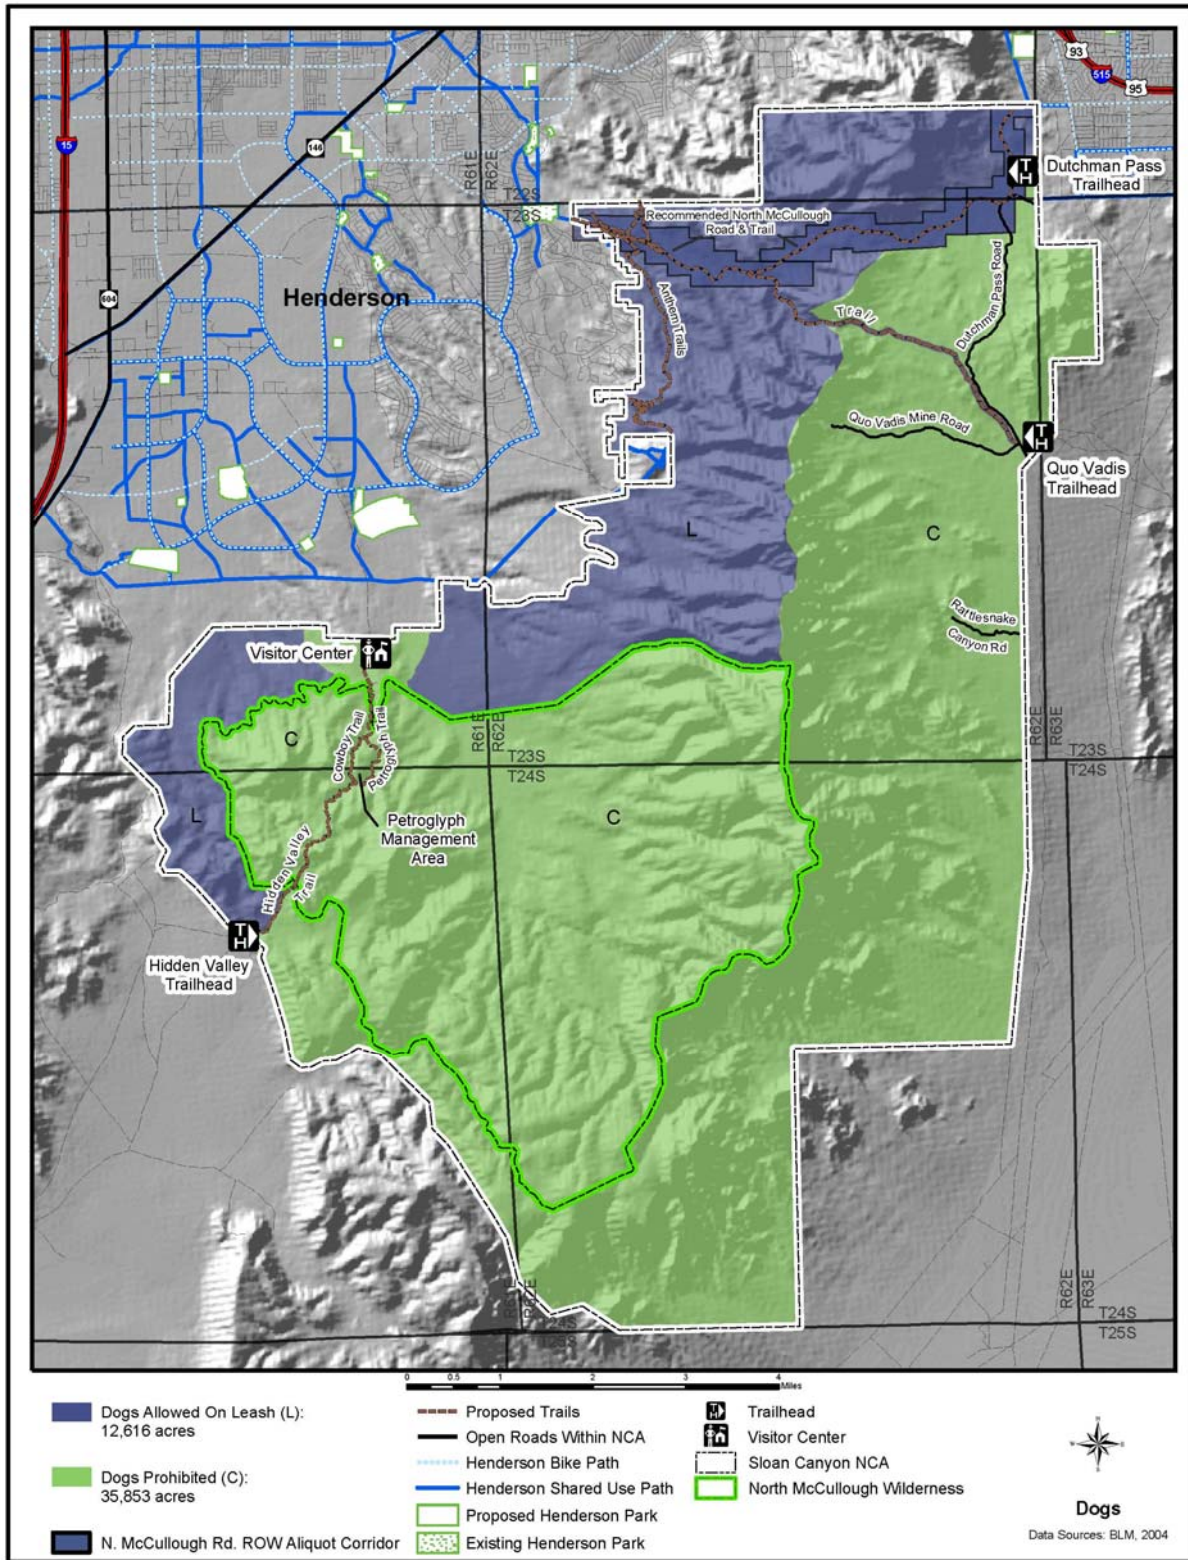 15
146
604
93
515
95
R61E
R62E
T22S
T23S
Henderson
Dutchman Pass
Trailhead
Recommended North McCullough
Road & Trail
Anthem Trails
Trail
Dutchman Pass Road
Quo Vadis Mine Road
Quo Vadis
Trailhead
L
C
Rattlesnake
Canyon Rd
Visitor Center
C
Cowboy Trail
Petroglyph Trail
R61E
R62E
T23S
T24S
R62E
R63E
T23S
T24S
L
C
Petroglyph
Management
Area
Hidden Valley
Trail
Hidden Valley
Trailhead
R61E
R62E
T24S
T25S
R62E
R63E
T24S
T25S
0 0.5 1 2 3 4
Miles
Dogs Allowed On Leash (L):
12,616 acres
Dogs Prohibited (C):
35,853 acres
N. McCullough Rd. ROW Aliquot Corridor
Proposed Trails
Open Roads Within NCA
Henderson Bike Path
Henderson Shared Use Path
Proposed Henderson Park
Existing Henderson Park
TH Trailhead
Visitor Center
Sloan Canyon NCA
North McCullough Wilderness
N
W E
S
Dogs
Data Sources: BLM, 2004